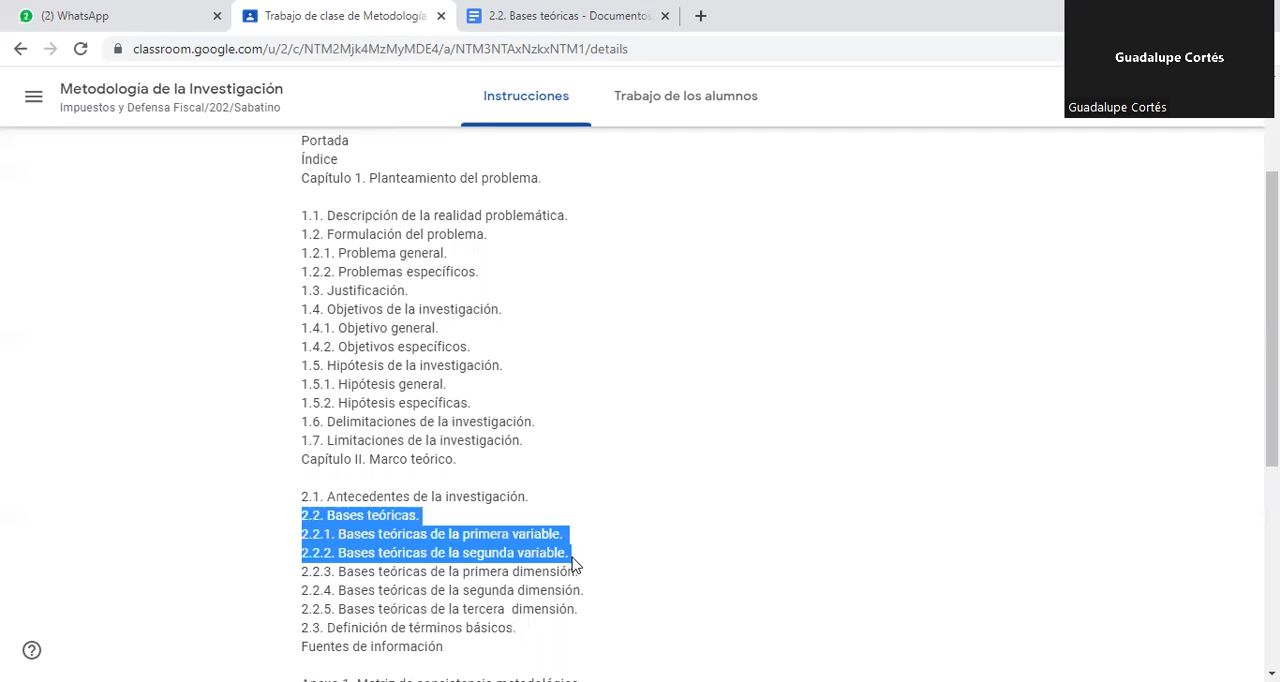 (2) WhatsApp
Trabajo de clase de Metodología
2.2. Bases teóricas - Documentos
classroom.google.com/u/2/c/NTM2Mjk4MzMyMDE4/a/NTM3NTAxNzkxNTM1/details
Guadalupe Cortés
Guadalupe Cortés
Metodología de la Investigación
Impuestos y Defensa Fiscal/202/Sabatino
Instrucciones
Trabajo de los alumnos
Portada
Índice
Capítulo 1. Planteamiento del problema.
1.1. Descripción de la realidad problemática.
1.2. Formulación del problema.
1.2.1. Problema general.
1.2.2. Problemas específicos.
1.3. Justificación.
1.4. Objetivos de la investigación.
1.4.1. Objetivo general.
1.4.2. Objetivos específicos.
1.5. Hipótesis de la investigación.
1.5.1. Hipótesis general.
1.5.2. Hipótesis específicas.
1.6. Delimitaciones de la investigación.
1.7. Limitaciones de la investigación.
Capítulo II. Marco teórico.
2.1. Antecedentes de la investigación.
2.2. Bases teóricas.
2.2.1. Bases teóricas de la primera variable.
2.2.2. Bases teóricas de la segunda variable.
2.2.3. Bases teóricas de la primera dimensión.
2.2.4. Bases teóricas de la segunda dimensión.
2.2.5. Bases teóricas de la tercera  dimensión.
2.3. Definición de términos básicos.
Fuentes de información
Anexo 1. Matriz de consistencia metodológica